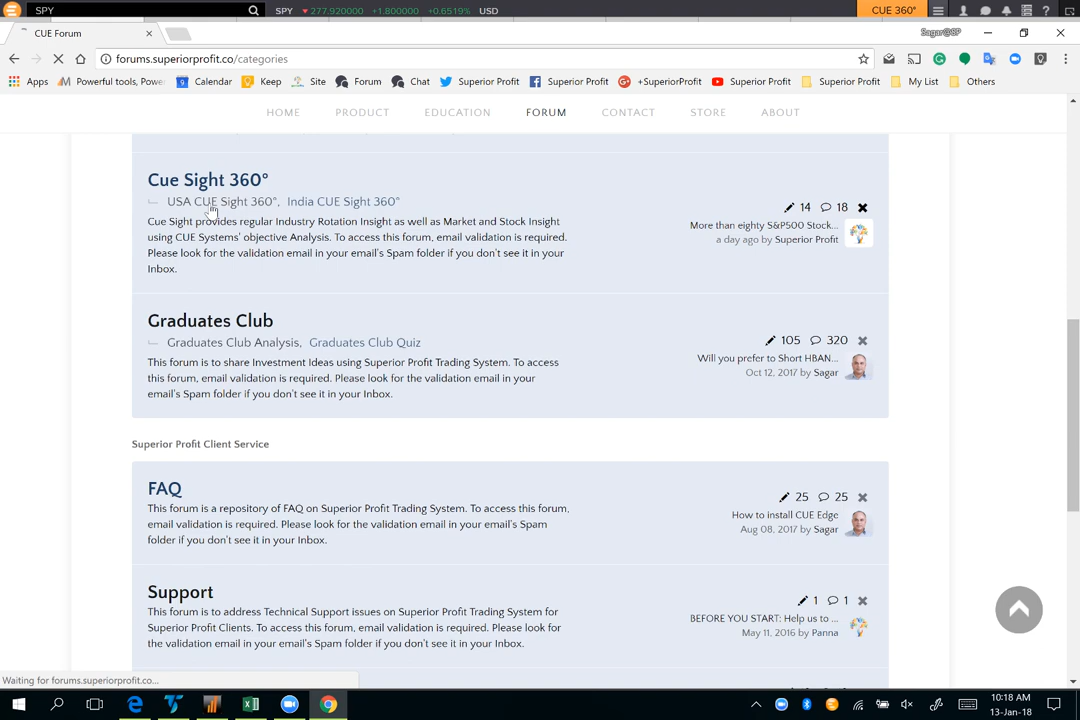 SPY SPY ▼ 277.920000 +1.800000 +0.6519% USD CUE 360°
CUE Forum Sagar@SP
forums.superiorprofit.co/categories
Apps Powerful tools, Powe Calendar Keep Site Forum Chat Superior Profit Superior Profit +SuperiorProfit Superior Profit Superior Profit My List Others
HOME PRODUCT EDUCATION FORUM CONTACT STORE ABOUT
Cue Sight 360°
USA CUE Sight 360°, India CUE Sight 360°
Cue Sight provides regular Industry Rotation Insight as well as Market and Stock Insight
using CUE Systems' objective Analysis. To access this forum, email validation is required.
Please look for the validation email in your email's Spam folder if you don't see it in your
Inbox.
14 18
More than eighty S&P500 Stock...
a day ago by Superior Profit
Graduates Club
Graduates Club Analysis, Graduates Club Quiz
This forum is to share Investment Ideas using Superior Profit Trading System. To access
this forum, email validation is required. Please look for the validation email in your
email's Spam folder if you don't see it in your Inbox.
105 320
Will you prefer to Short HBAN...
Oct 12, 2017 by Sagar
Superior Profit Client Service
FAQ
This forum is a repository of FAQ on Superior Profit Trading System. To access this forum,
email validation is required. Please look for the validation email in your email's Spam
folder if you don't see it in your Inbox.
25 25
How to install CUE Edge
Aug 08, 2017 by Sagar
Support
This forum is to address Technical Support issues on Superior Profit Trading System for
Superior Profit Clients. To access this forum, email validation is required. Please look for
the validation email in your email's Spam folder if you don't see it in your Inbox.
1 1
BEFORE YOU START: Help us to ...
May 11, 2016 by Panna
Waiting for forums.superiorprofit.co...
10:18 AM
13-Jan-18